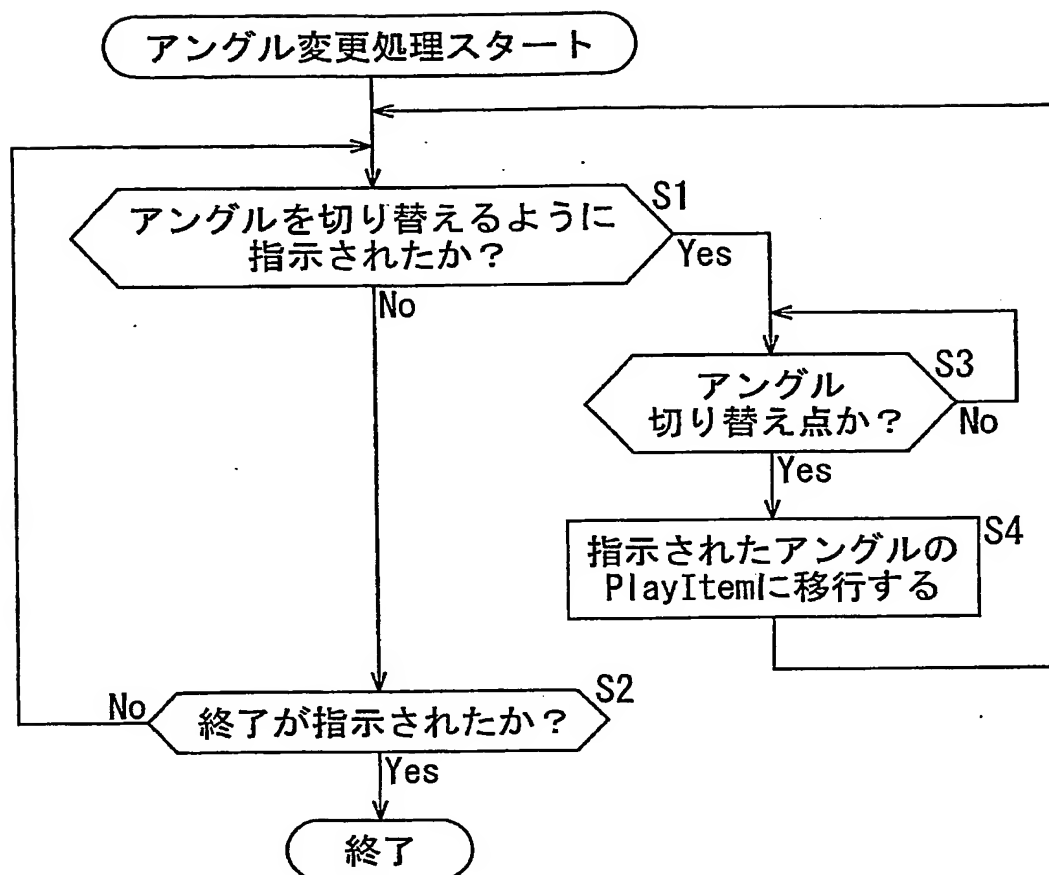 アングル変更処理スタート
S1
アングルを切り替えるように
指示されたか?
Yes
No
S3
アングル
切り替え点か?
No
Yes
S4
指示されたアングルの
PlayItemに移行する
S2
終了が指示されたか?
No
Yes
終了